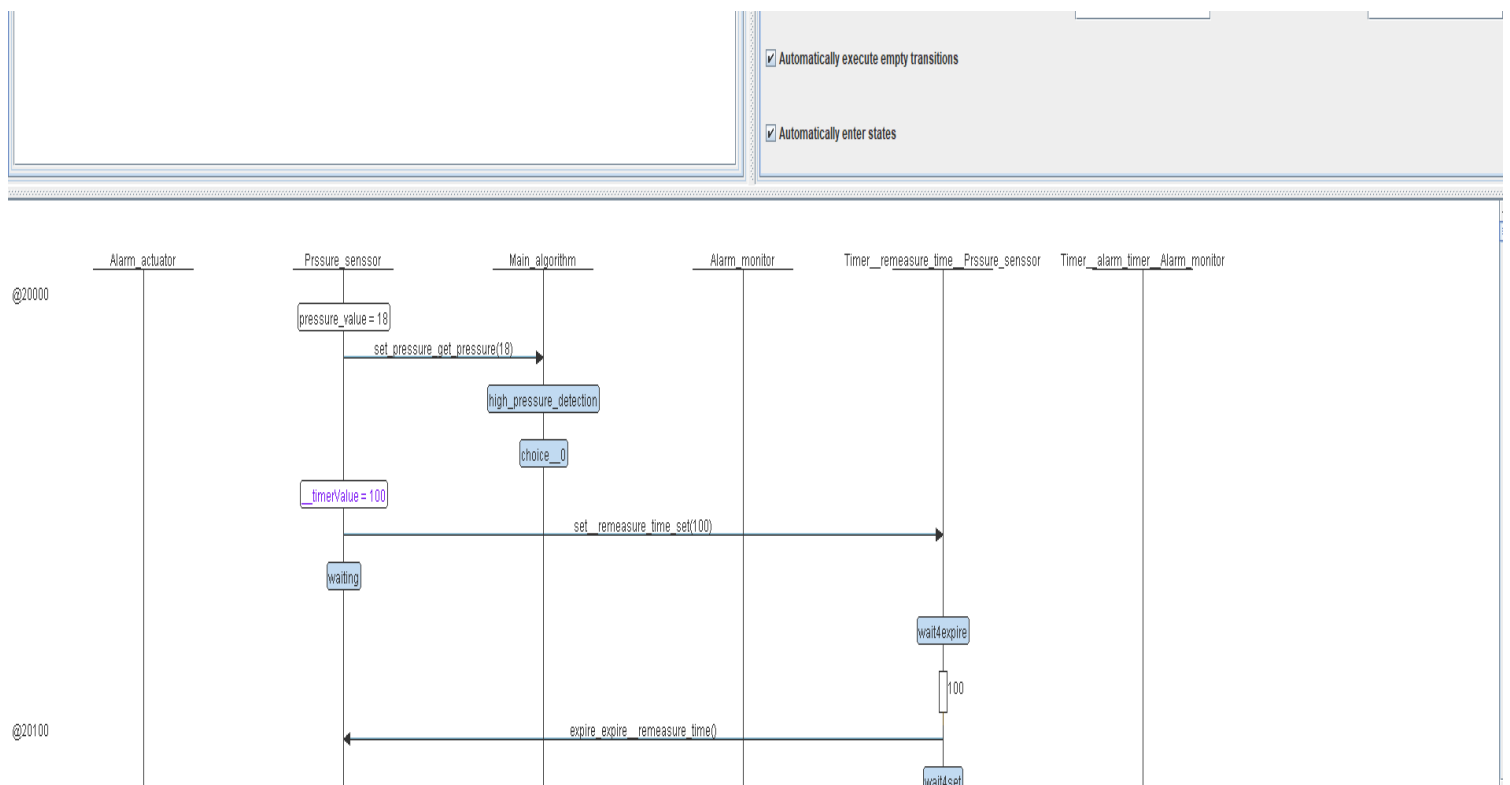 Automatically execute empty transitions
Automatically enter states
Alarm_actuator
Prssure_senssor
Main_algorithm
Alarm_monitor
Timer__remeasure_time__Prssure_senssor
Timer__alarm_timer__Alarm_monitor
@20000
pressure_value = 18
set_pressure_get_pressure(18)
high_pressure_detection
choice__0
__timerValue = 100
set__remeasure_time_set(100)
waiting
wait4expire
100
@20100
expire_expire__remeasure_time()
wait4set